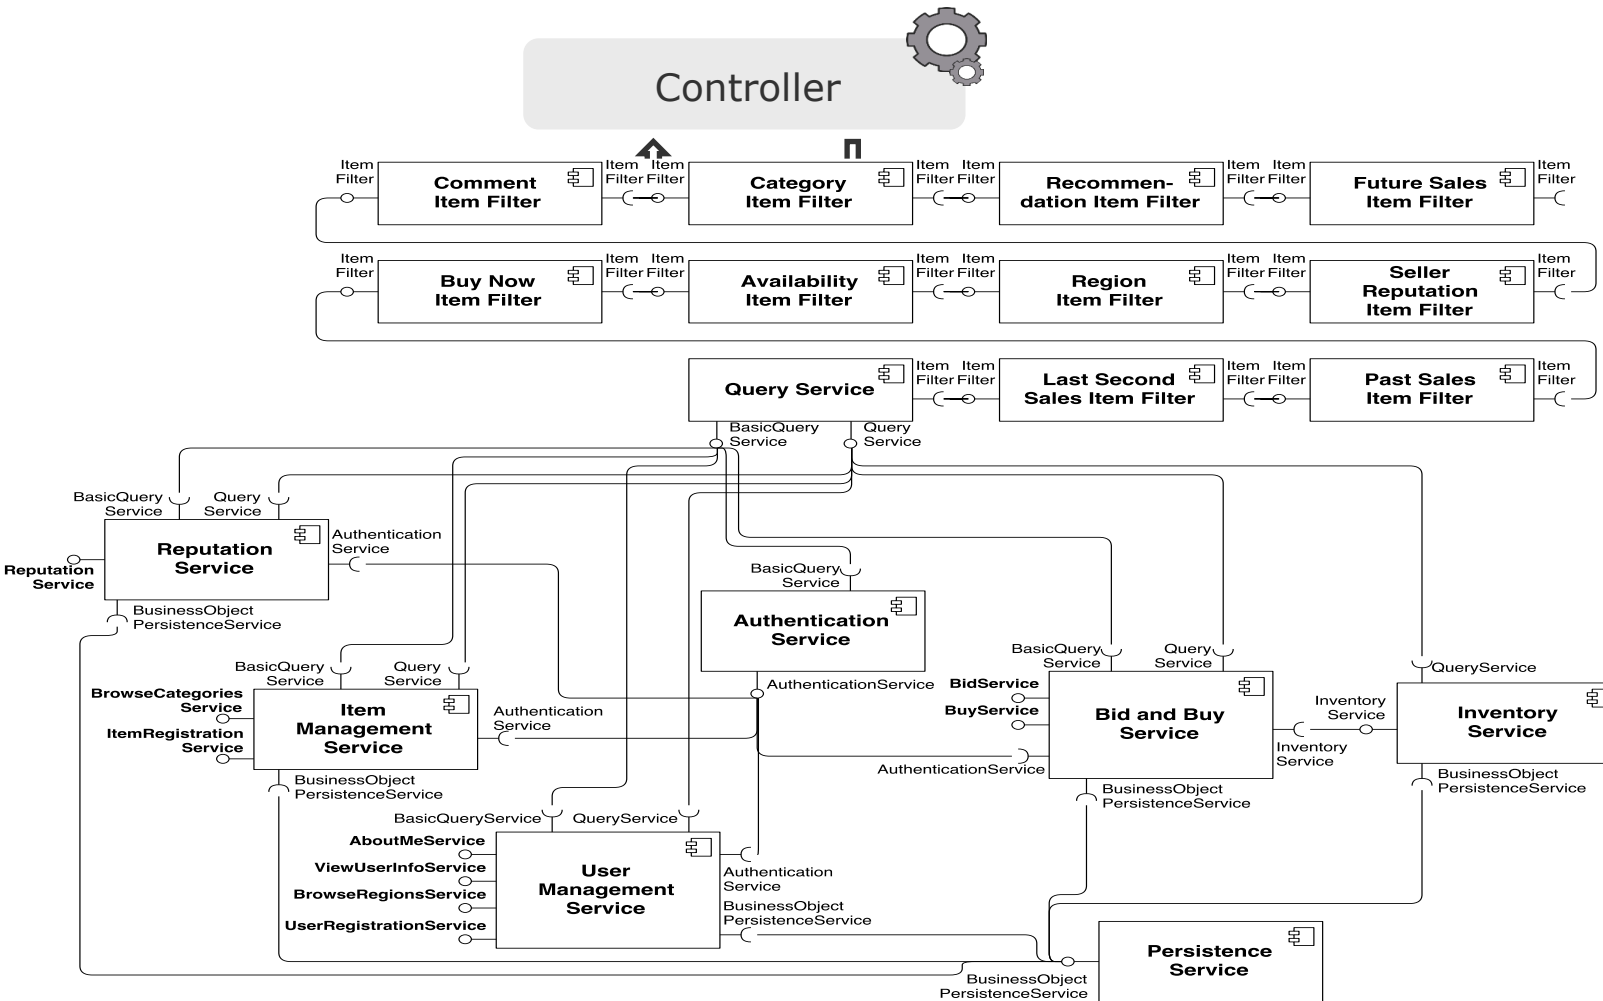 Controller
Item
Filter
Comment
Item Filter
Item Item
Filter Filter
Category
Item Filter
Item Item
Filter Filter
Recommen-
dation Item Filter
Item Item
Filter Filter
Future Sales
Item Filter
Item
Filter
Item
Filter
Buy Now
Item Filter
Item Item
Filter Filter
Availability
Item Filter
Item Item
Filter Filter
Region
Item Filter
Item Item
Filter Filter
Seller
Reputation
Item Filter
Item
Filter
Query Service
Item Item
Filter Filter
Last Second
Sales Item Filter
Item Item
Filter Filter
Past Sales
Item Filter
Item
Filter
BasicQuery
Service
Query
Service
BasicQuery
Service
Query
Service
Reputation
Service
Authentication
Service
Reputation
Service
BusinessObject
PersistenceService
BasicQuery
Service
Authentication
Service
AuthenticationService
BasicQuery
Service
Query
Service
BrowseCategories
Service
ItemRegistration
Service
Item
Management
Service
Authentication
Service
BusinessObject
PersistenceService
BasicQuery
Service
Query
Service
BidService
BuyService
Bid and Buy
Service
AuthenticationService
Inventory
Service
Inventory
Service
QueryService
Inventory
Service
BusinessObject
PersistenceService
BusinessObject
PersistenceService
BasicQueryService
QueryService
AboutMeService
ViewUserInfoService
BrowseRegionsService
UserRegistrationService
User
Management
Service
Authentication
Service
BusinessObject
PersistenceService
Persistence
Service
BusinessObject
PersistenceService